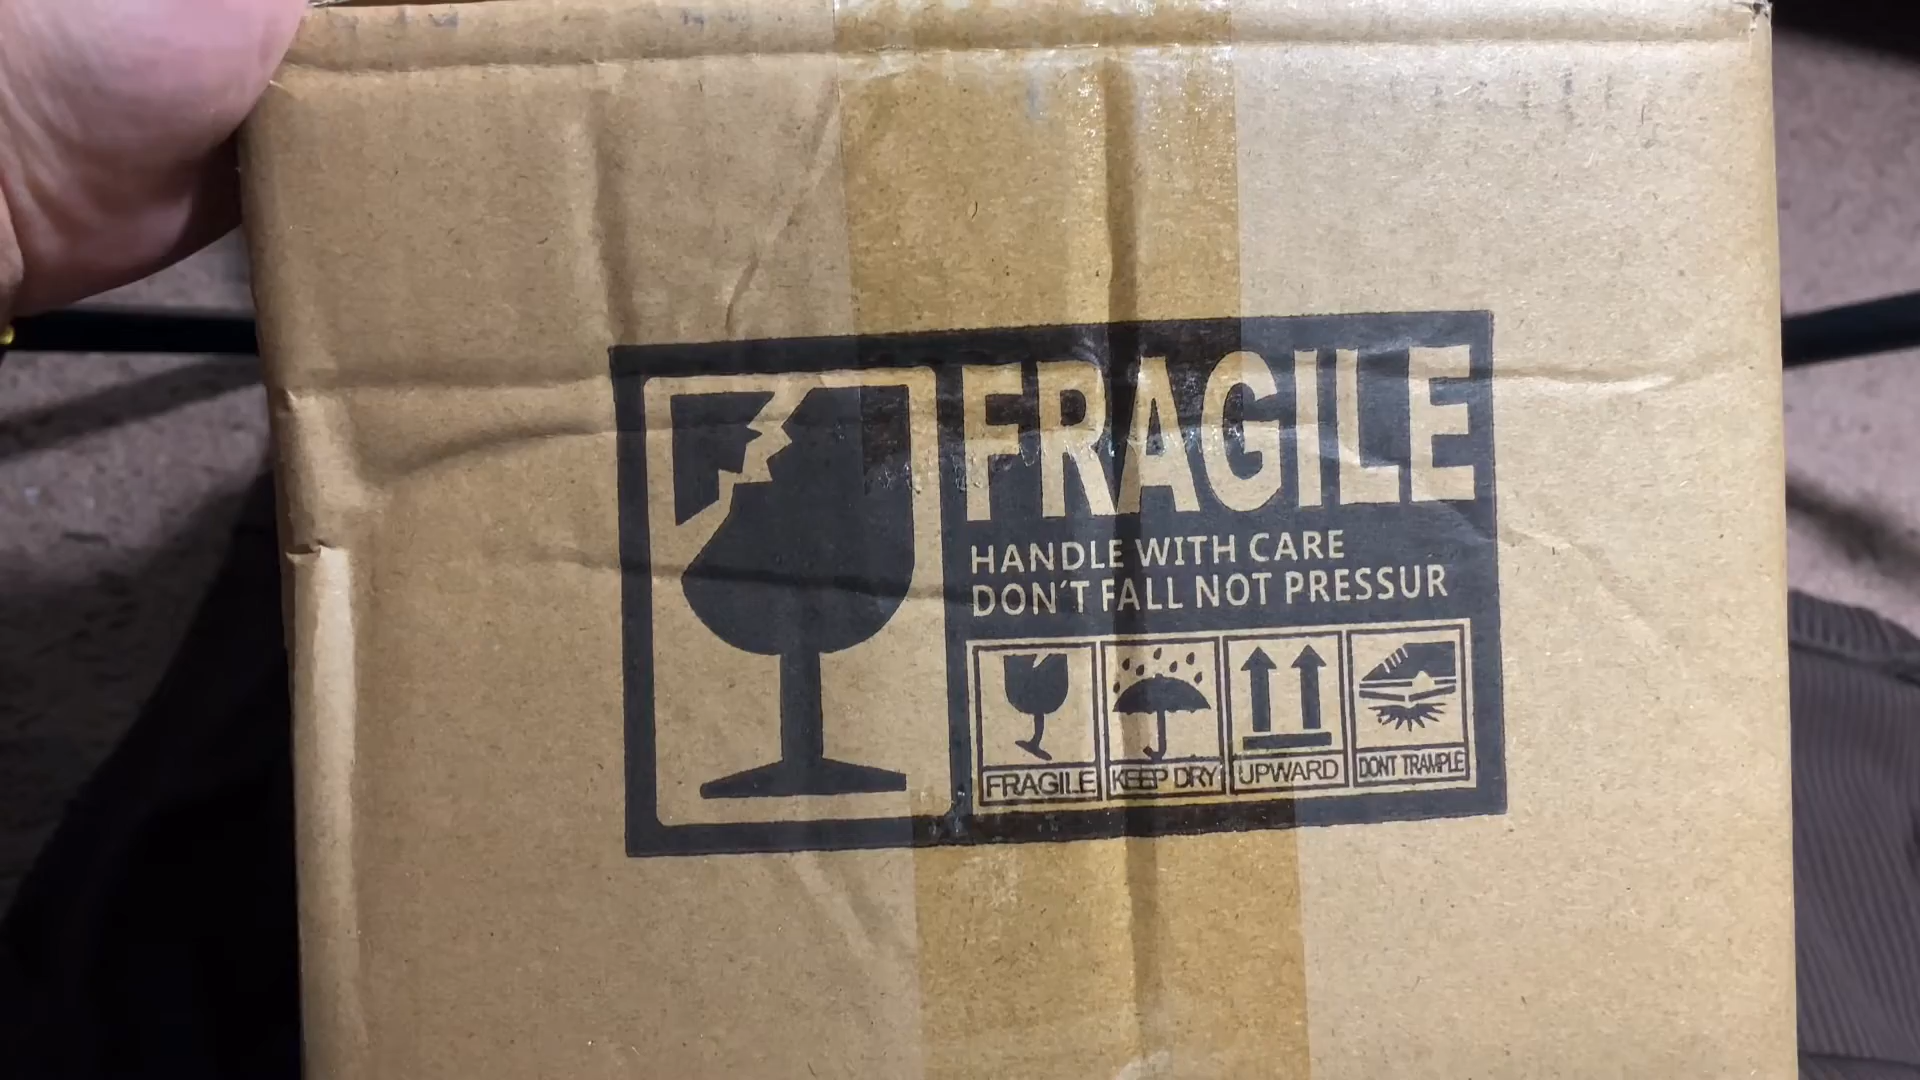 FRAGILE
HANDLE WITH CARE
DON'T FALL NOT PRESSUR
FRAGILE KEEP DRY UPWARD DONT TRAMPLE